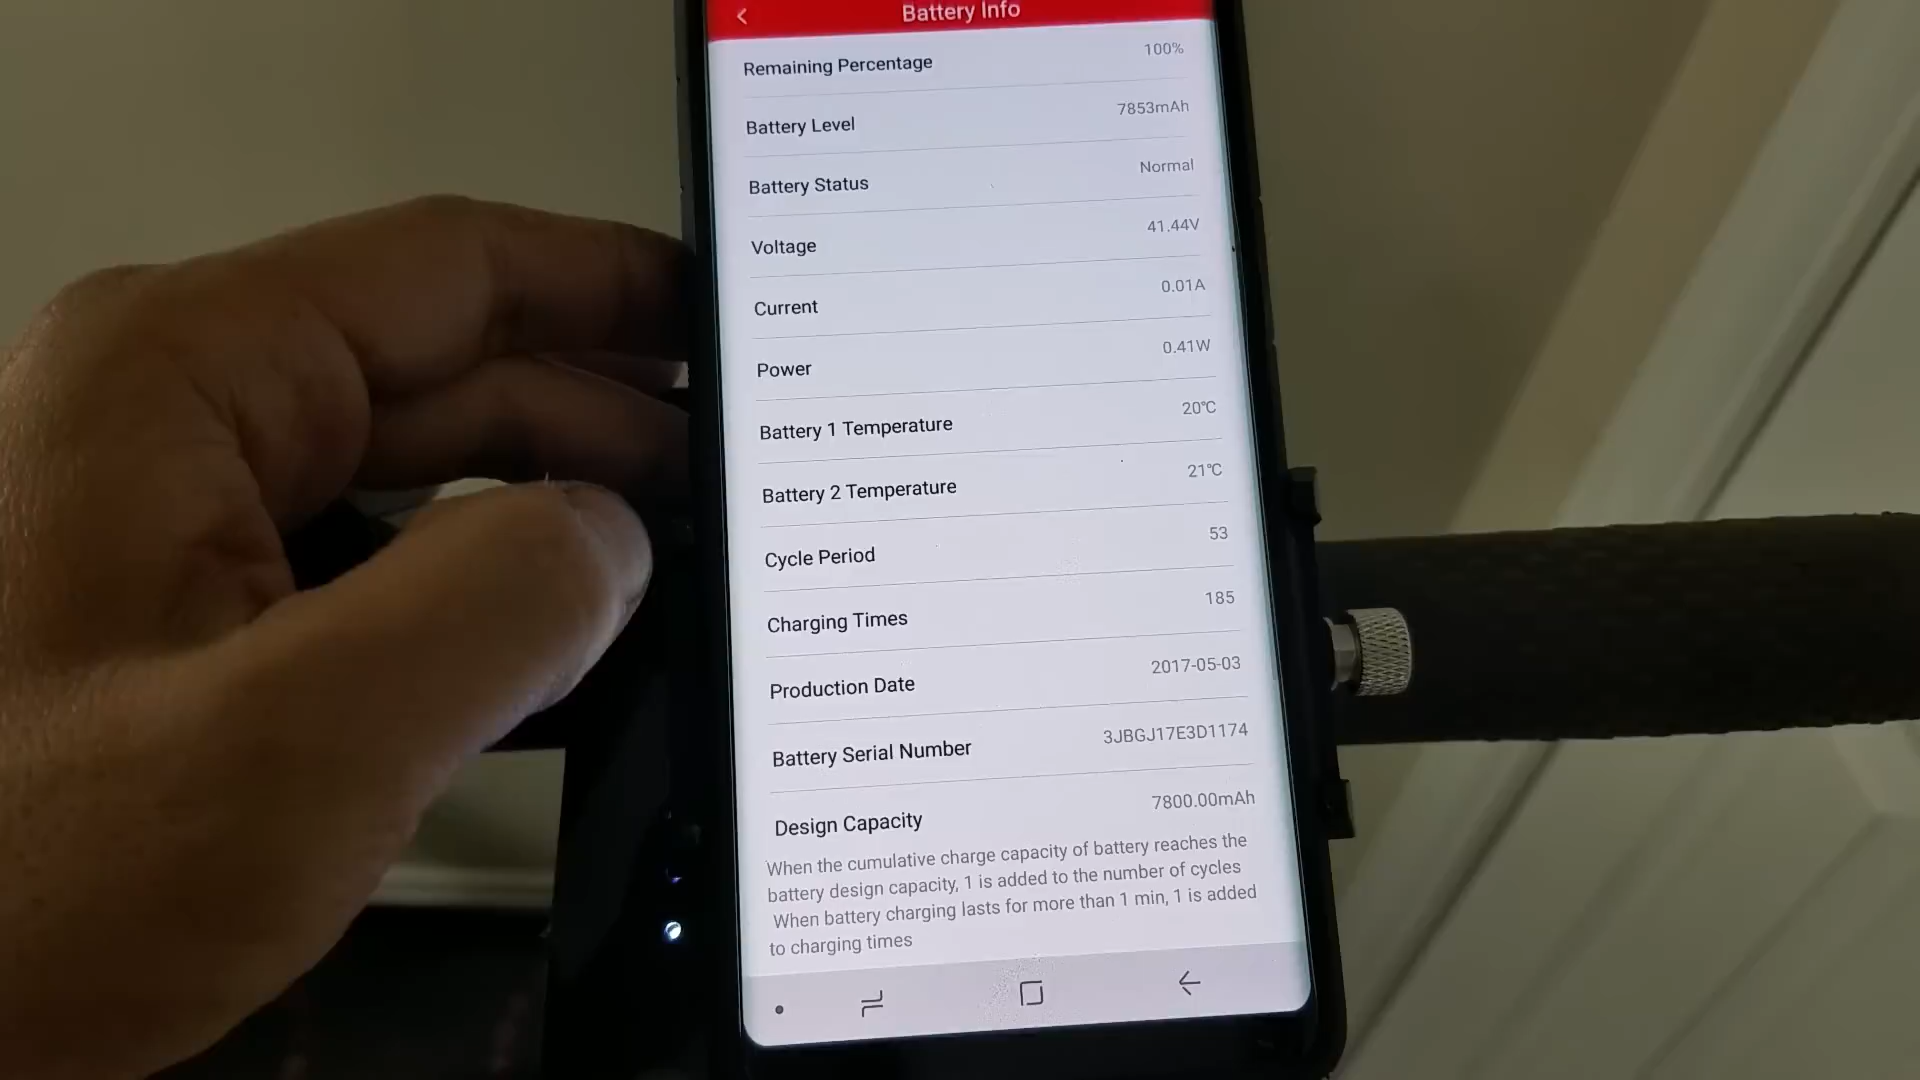 Battery Info
Remaining Percentage 100%
Battery Level 7853mAh
Battery Status Normal
Voltage 41.44V
Current 0.01A
Power 0.41W
Battery 1 Temperature 20℃
Battery 2 Temperature 21℃
Cycle Period 53
Charging Times 185
Production Date 2017-05-03
Battery Serial Number 3JBGJ17E3D1174
Design Capacity 7800.00mAh
When the cumulative charge capacity of battery reaches the
battery design capacity, 1 is added to the number of cycles
When battery charging lasts for more than 1 min, 1 is added
to charging times